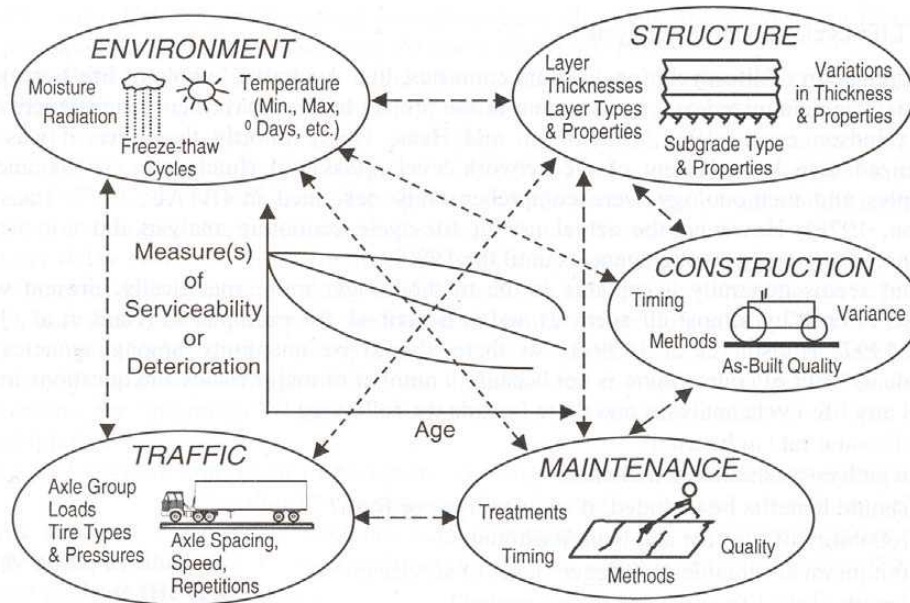 ENVIRONMENT
Moisture
Radiation
Temperature
(Min., Max,
Days, etc.)
Freeze-thaw
Cycles
STRUCTURE
Layer
Thicknesses
Layer Types
& Properties
Variations
in Thickness
& Properties
Subgrade Type
& Properties
Measure(s)
of
Serviceability
or
Deterioration
Age
CONSTRUCTION
Timing
Methods
Variance
As-Built Quality
TRAFFIC
Axle Group
Loads
Tire Types
& Pressures
Axle Spacing,
Speed,
Repetitions
MAINTENANCE
Treatments
Timing
Methods
Quality